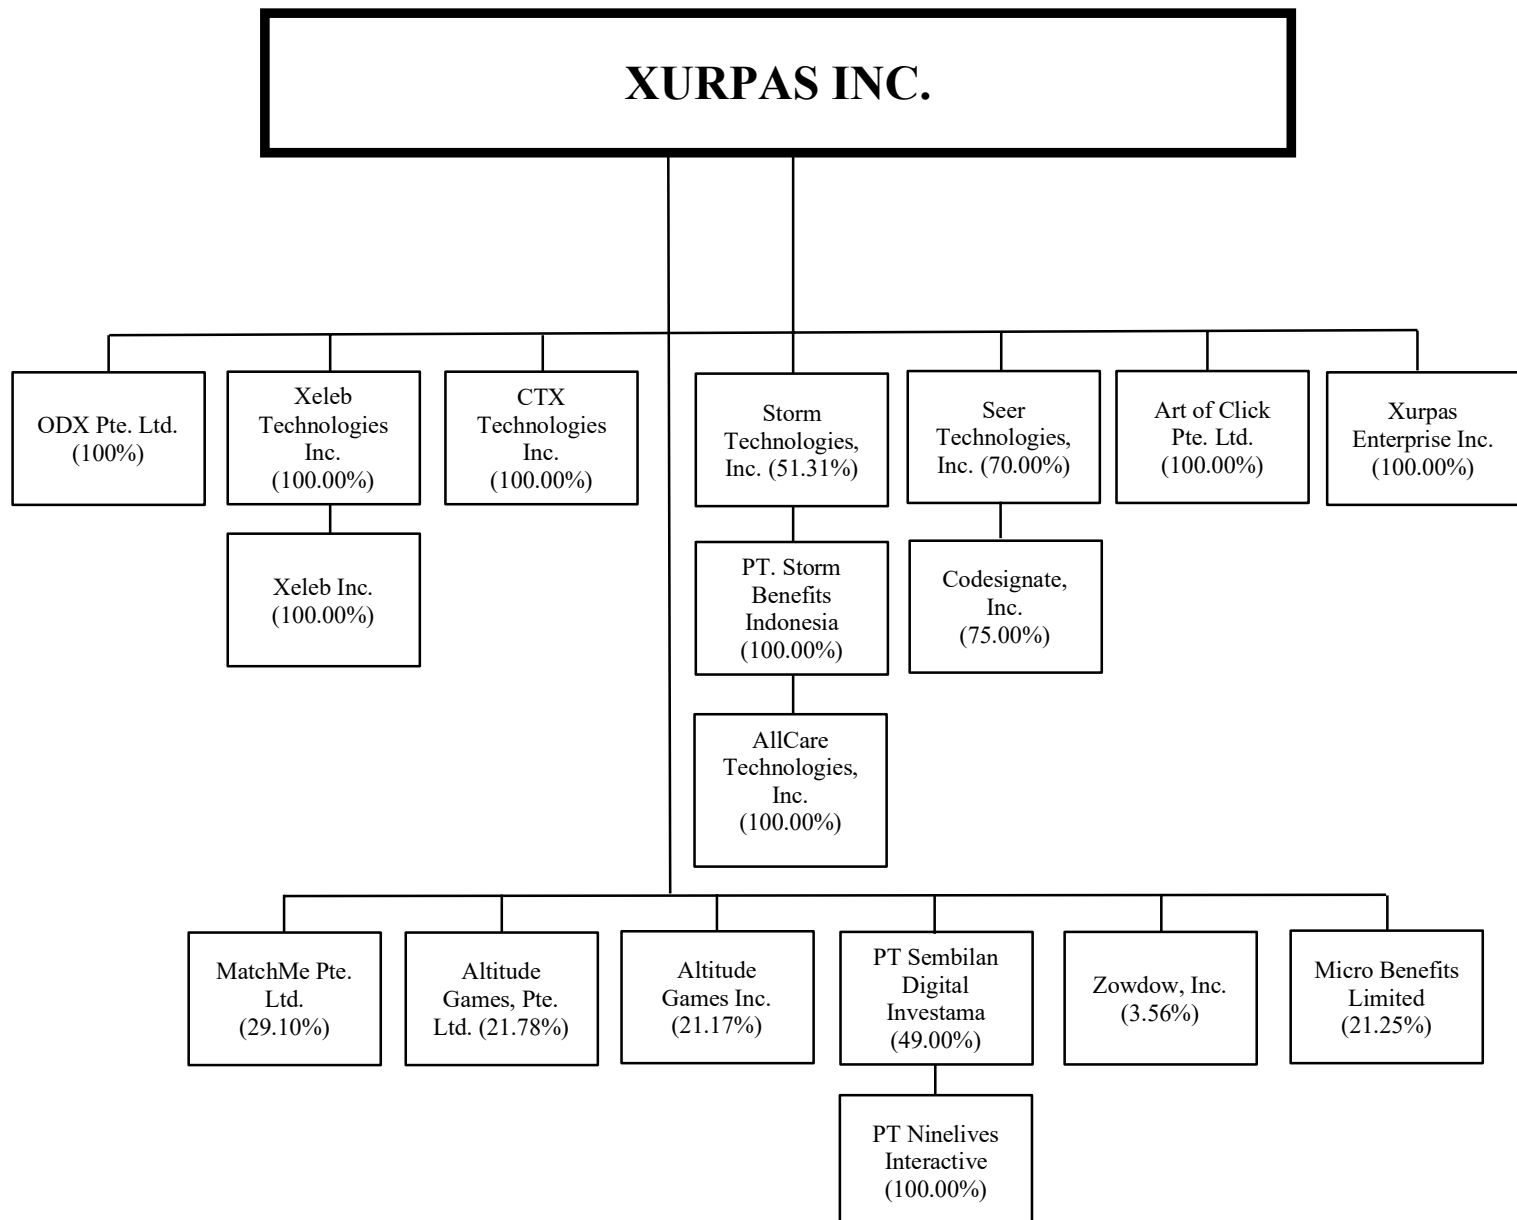 XURPAS INC.
ODX Pte. Ltd.
(100%)
Xeleb
Technologies
Inc.
(100.00%)
CTX
Technologies
Inc.
(100.00%)
Storm
Technologies,
Inc. (51.31%)
Seer
Technologies,
Inc. (70.00%)
Art of Click
Pte. Ltd.
(100.00%)
Xurpas
Enterprise Inc.
(100.00%)
Xeleb Inc.
(100.00%)
PT. Storm
Benefits
Indonesia
(100.00%)
Codesignate,
Inc.
(75.00%)
AllCare
Technologies,
Inc.
(100.00%)
MatchMe Pte.
Ltd.
(29.10%)
Altitude
Games, Pte.
Ltd. (21.78%)
Altitude
Games Inc.
(21.17%)
PT Sembilan
Digital
Investama
(49.00%)
Zowdow, Inc.
(3.56%)
Micro Benefits
Limited
(21.25%)
PT Ninelives
Interactive
(100.00%)